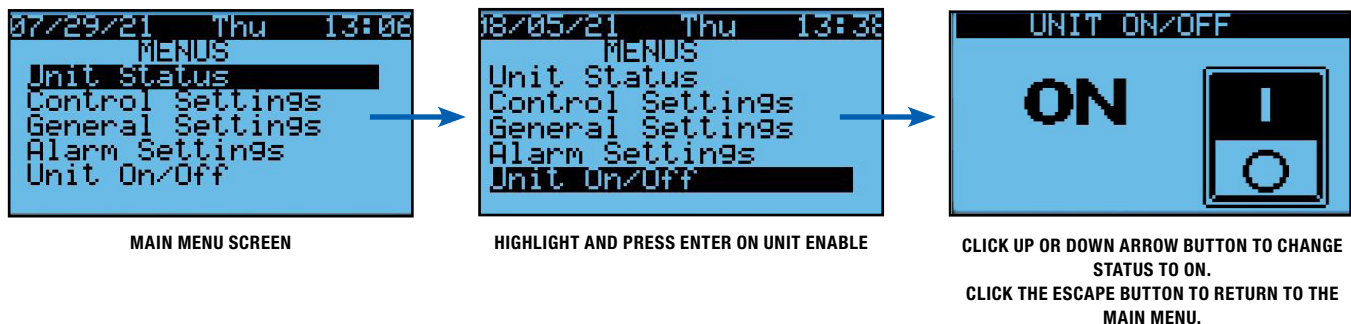 07/29/21 Thu 13:06
MENUS
Unit Status
Control Settings
General Settings
Alarm Settings
Unit On/Off
MAIN MENU SCREEN
08/05/21 Thu 13:38
MENUS
Unit Status
Control Settings
General Settings
Alarm Settings
Unit On/Off
HIGHLIGHT AND PRESS ENTER ON UNIT ENABLE
UNIT ON/OFF
ON
I
O
CLICK UP OR DOWN ARROW BUTTON TO CHANGE
STATUS TO ON.
CLICK THE ESCAPE BUTTON TO RETURN TO THE
MAIN MENU.